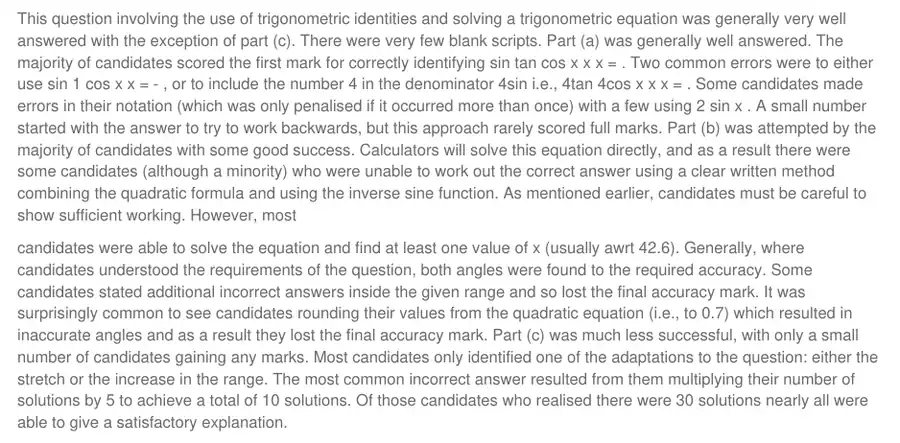 This question involving the use of trigonometric identities and solving a trigonometric equation was generally very well
answered with the exception of part (c). There were very few blank scripts. Part (a) was generally well answered. The
majority of candidates scored the first mark for correctly identifying sin tan cos x x x = . Two common errors were to either
use sin 1 cos x x = - , or to include the number 4 in the denominator 4sin i.e., 4tan 4cos x x x = . Some candidates made
errors in their notation (which was only penalised if it occurred more than once) with a few using 2 sin x . A small number
started with the answer to try to work backwards, but this approach rarely scored full marks. Part (b) was attempted by the
majority of candidates with some good success. Calculators will solve this equation directly, and as a result there were
some candidates (although a minority) who were unable to work out the correct answer using a clear written method
combining the quadratic formula and using the inverse sine function. As mentioned earlier, candidates must be careful to
show sufficient working. However, most
candidates were able to solve the equation and find at least one value of x (usually awrt 42.6). Generally, where
candidates understood the requirements of the question, both angles were found to the required accuracy. Some
candidates stated additional incorrect answers inside the given range and so lost the final accuracy mark. It was
surprisingly common to see candidates rounding their values from the quadratic equation (i.e., to 0.7) which resulted in
inaccurate angles and as a result they lost the final accuracy mark. Part (c) was much less successful, with only a small
number of candidates gaining any marks. Most candidates only identified one of the adaptations to the question: either the
stretch or the increase in the range. The most common incorrect answer resulted from them multiplying their number of
solutions by 5 to achieve a total of 10 solutions. Of those candidates who realised there were 30 solutions nearly all were
able to give a satisfactory explanation.